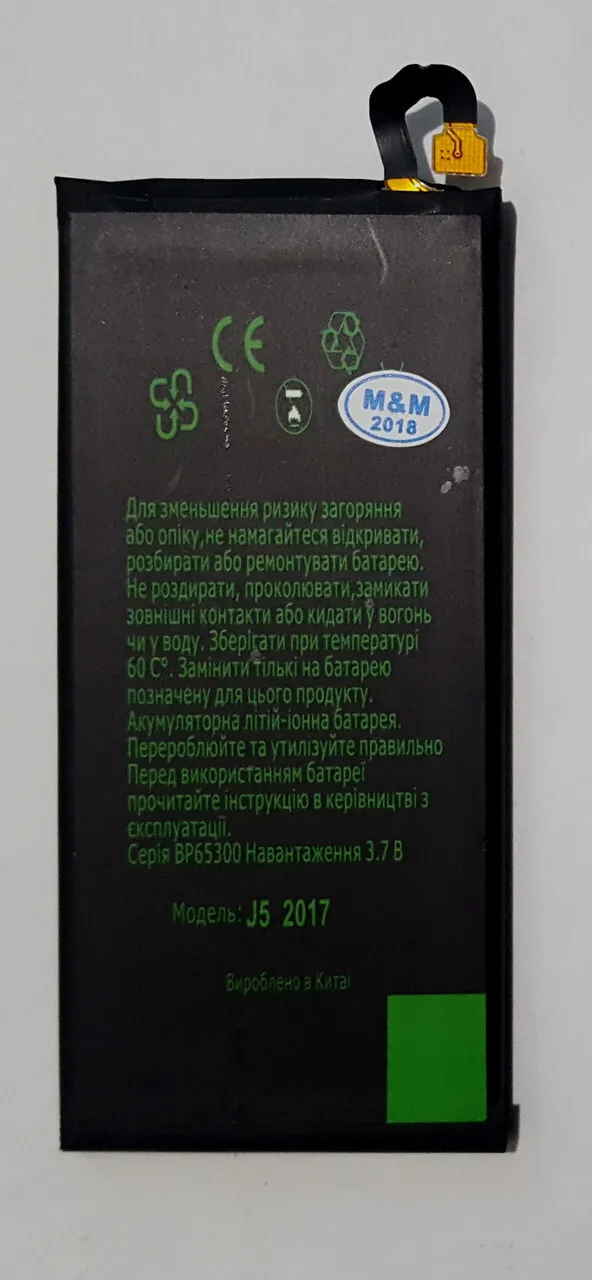 CE
M&M
2018
Для зменьшення ризику загоряння
або опіку,не намагайтеся відкривати,
розбирати або ремонтувати батарею.
Не роздирати, проколювати,замикати
зовнішні контакти або кидати у вогонь
чи у воду. Зберігати при температурі
60 С°. Замінити тількі на батарею
позначену для цього продукту.
Акумуляторна літій-іонна батарея.
Перероблюйте та утилізуйте правильно
Перед використанням батареї
прочитайте інструкцію в керівництві з
єксплуатації.
Серія BP65300 Навантаження 3.7 В
Модель: J5 2017
Вироблено в Китаї